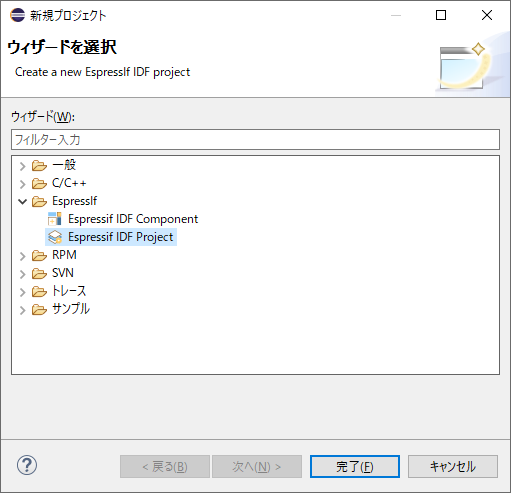 新規プロジェクト
ウィザードを選択
Create a new EspressIf IDF project
ウィザード(W):
フィルター入力
一般
C/C++
EspressIf
Espressif IDF Component
Espressif IDF Project
RPM
SVN
トレース
サンプル
?
< 戻る(B)
次へ(N) >
完了(F)
キャンセル